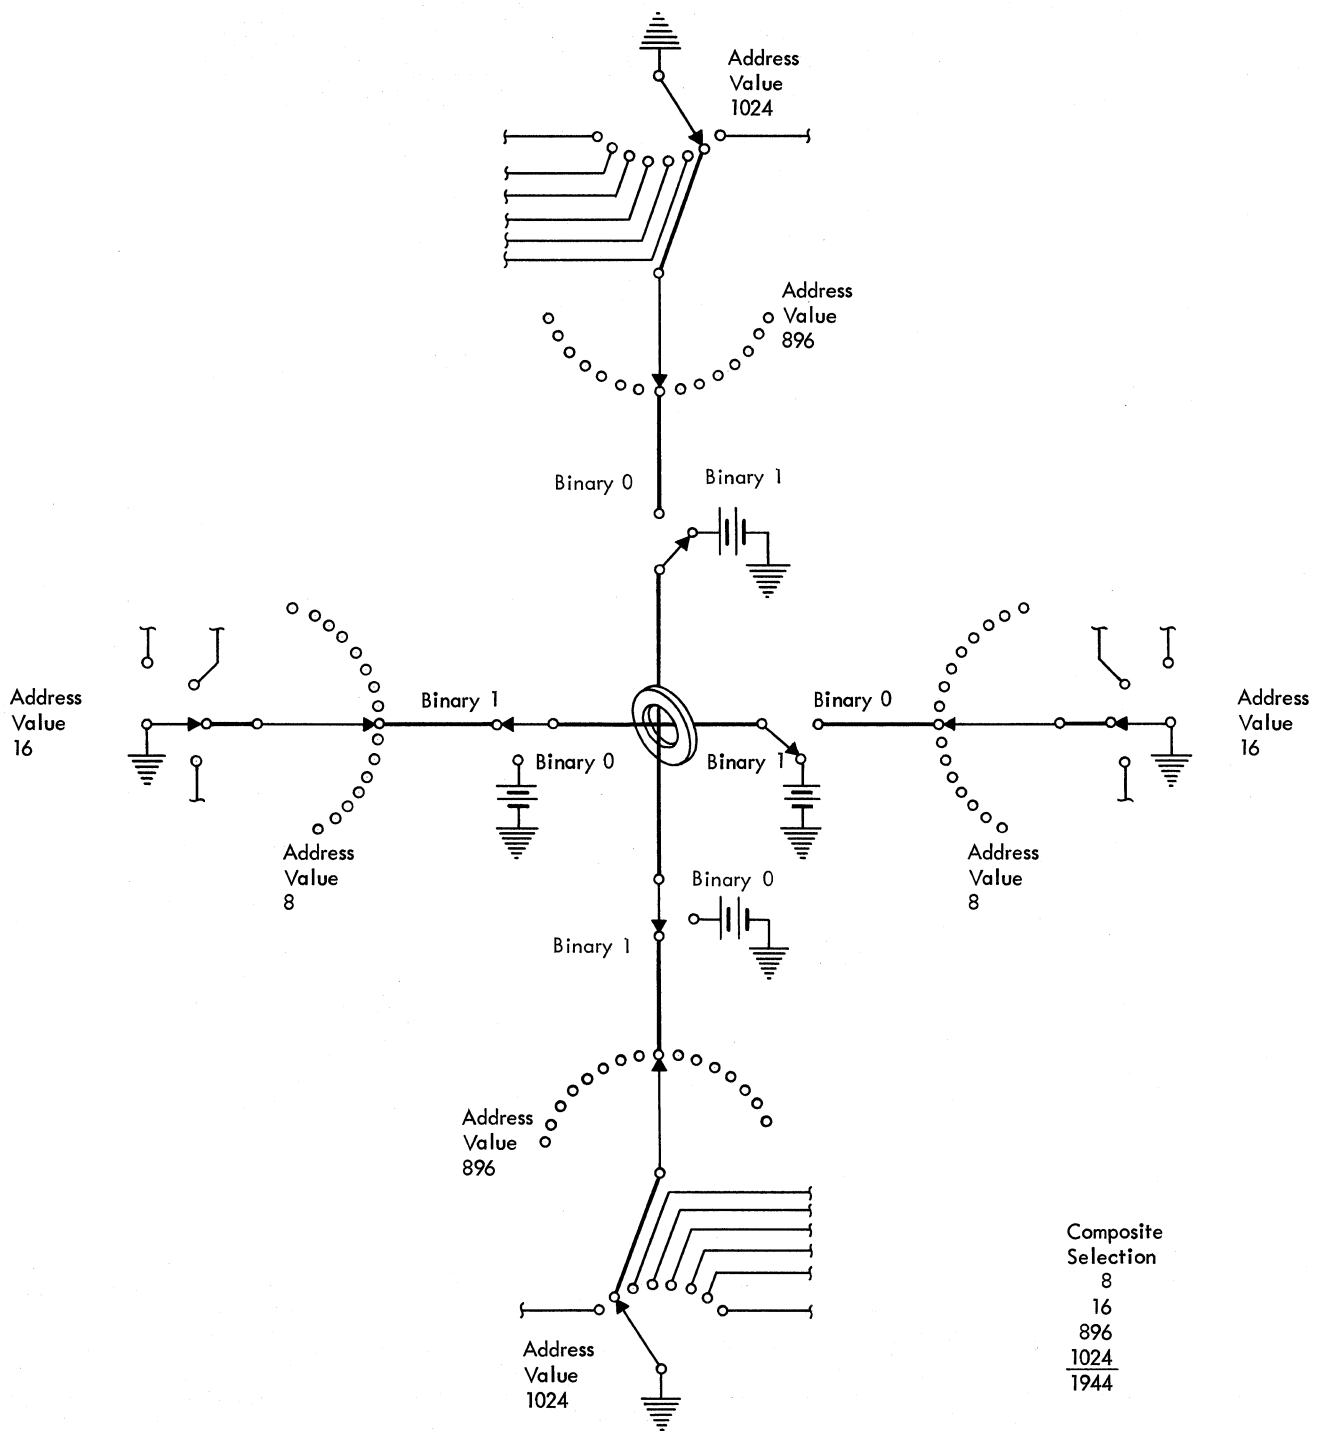 Address
Value
1024
Address
Value
896
Binary 0
Binary 1
Address
Value
16
Binary 1
Binary 0
Binary 0
Binary 1
Address
Value
16
Address
Value
8
Address
Value
8
Binary 0
Binary 1
Address
Value
896
Address
Value
1024
Composite
Selection
8
16
896
1024
1944